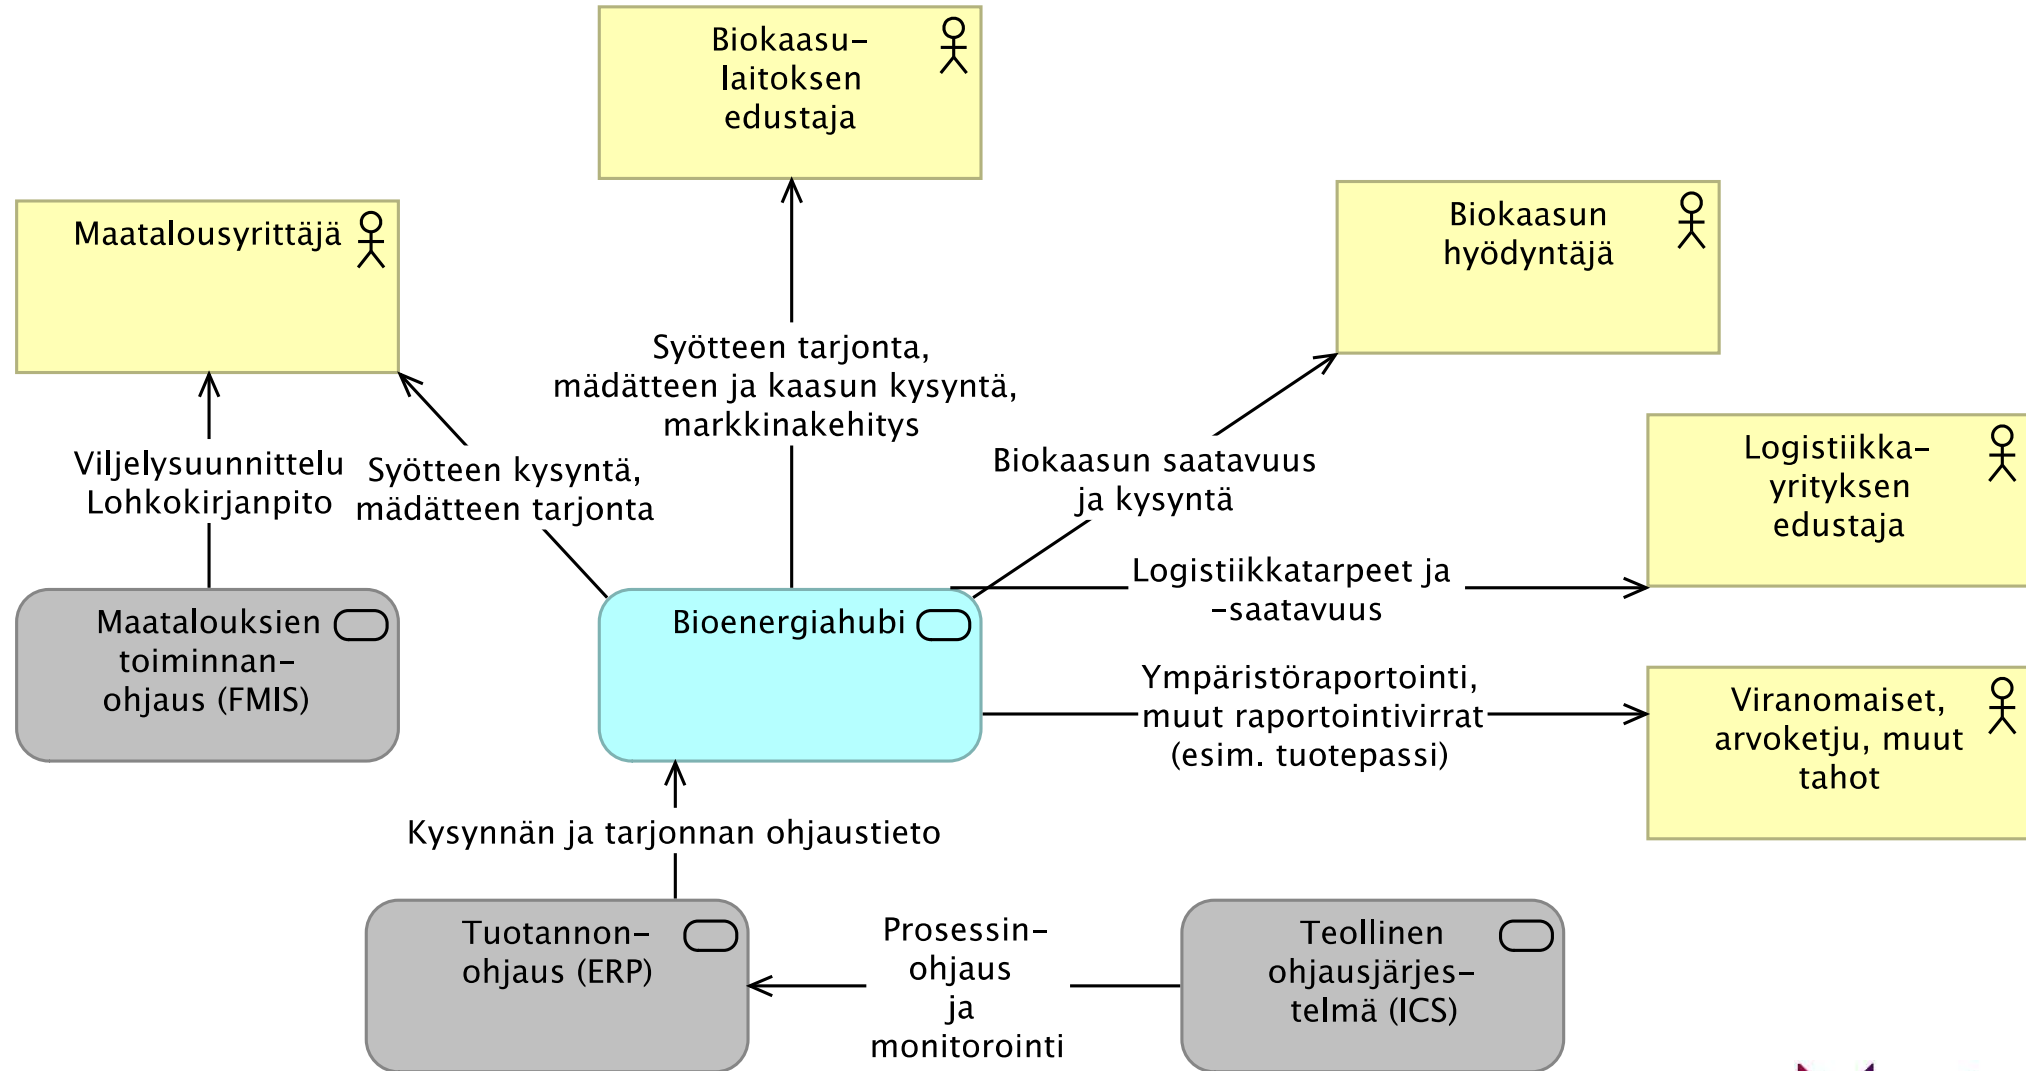 Biokaasu-
laitoksen
edustaja
Maatalousyrittäjä
Biokaasun
hyödyntäjä
Syötteen tarjonta,
mädätteen ja kaasun kysyntä,
markkinakehitys
Viljelysuunnittelu
Lohkokirjanpito
Syötteen kysyntä,
mädätteen tarjonta
Biokaasun saatavuus
ja kysyntä
Logistiikka-
yrityksen
edustaja
Logistiikkatarpeet ja
-saatavuus
Maatalouksien
toiminnan-
ohjaus (FMIS)
Bioenergiahubi
Ympäristöraportointi,
muut raportointivirrat
(esim. tuotepassi)
Viranomaiset,
arvoketju, muut
tahot
Kysynnän ja tarjonnan ohjaustieto
Tuotannon-
ohjaus (ERP)
Prosessin-
ohjaus
ja
monitorointi
Teollinen
ohjausjärjes-
telmä (ICS)